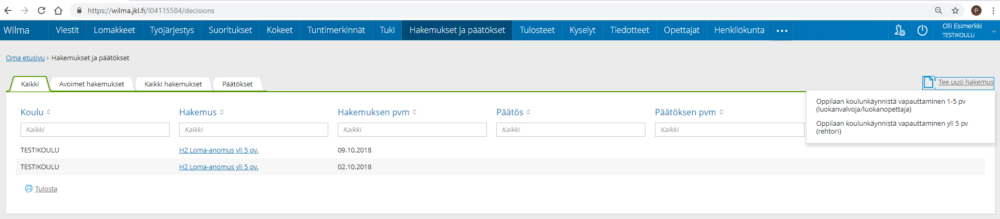 https://wilma.jkl.fi/!04115584/decisions
P
Wilma Viestit Lomakkeet Työjärjestys Suoritukset Kokeet Tuntimerkinnät Tuki Hakemukset ja päätökset Tulosteet Kyselyt Tiedotteet Opettajat Henkilökunta
Olli Esimerkki
TESTIKOULU
Oma etusivu › Hakemukset ja päätökset
Kaikki Avoimet hakemukset Kaikki hakemukset Päätökset
Tee uusi hakemus
Oppilaan koulunkäynnistä vapauttaminen 1-5 pv
(luokanvalvoja/luokanopettaja)
Oppilaan koulunkäynnistä vapauttaminen yli 5 pv
(rehtori)
Koulu Hakemus Hakemuksen pvm Päätös Päätöksen pvm
Kaikki Kaikki Kaikki Kaikki Kaikki
TESTIKOULU H2 Loma-anomus yli 5 pv. 09.10.2018
TESTIKOULU H2 Loma-anomus yli 5 pv. 02.10.2018
Tulosta